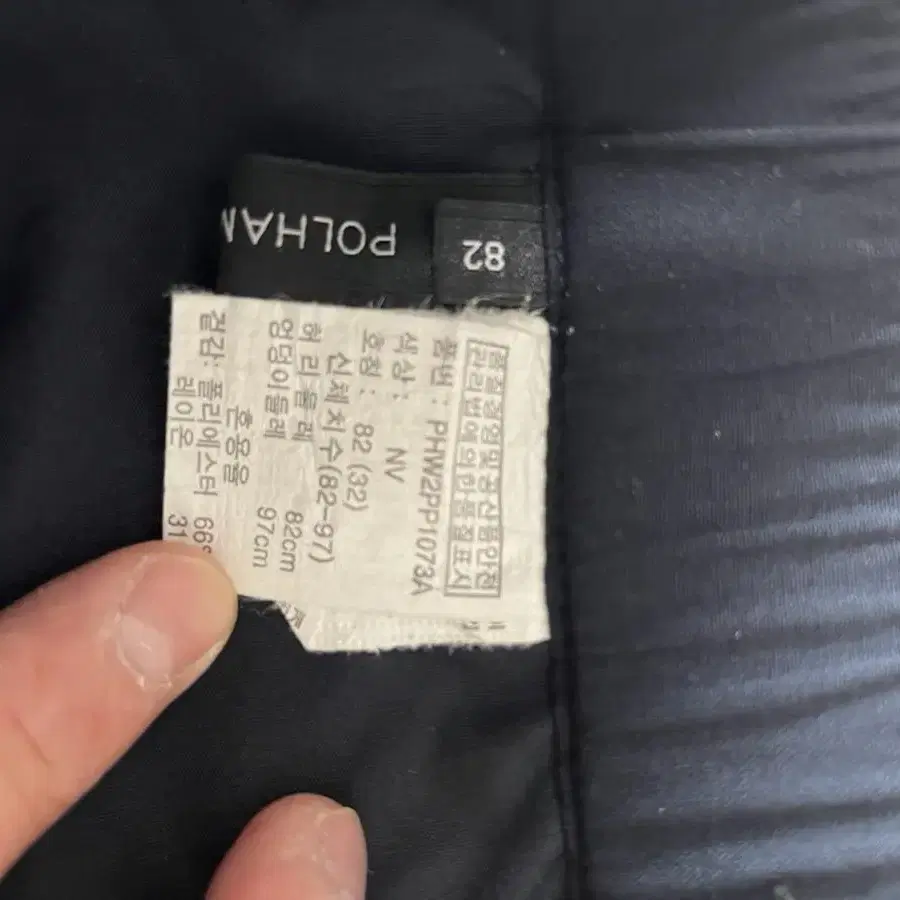 POLHAM
82
품질경영및공산품안전
관리법에의한품질표시
품번: PHW2PP1073A
색상: NV
호칭: 82 (32)
신체치수(82-97)
허리둘레 82cm
엉덩이둘레 97cm
혼용율
겉감: 폴리에스터 66
레이온 31